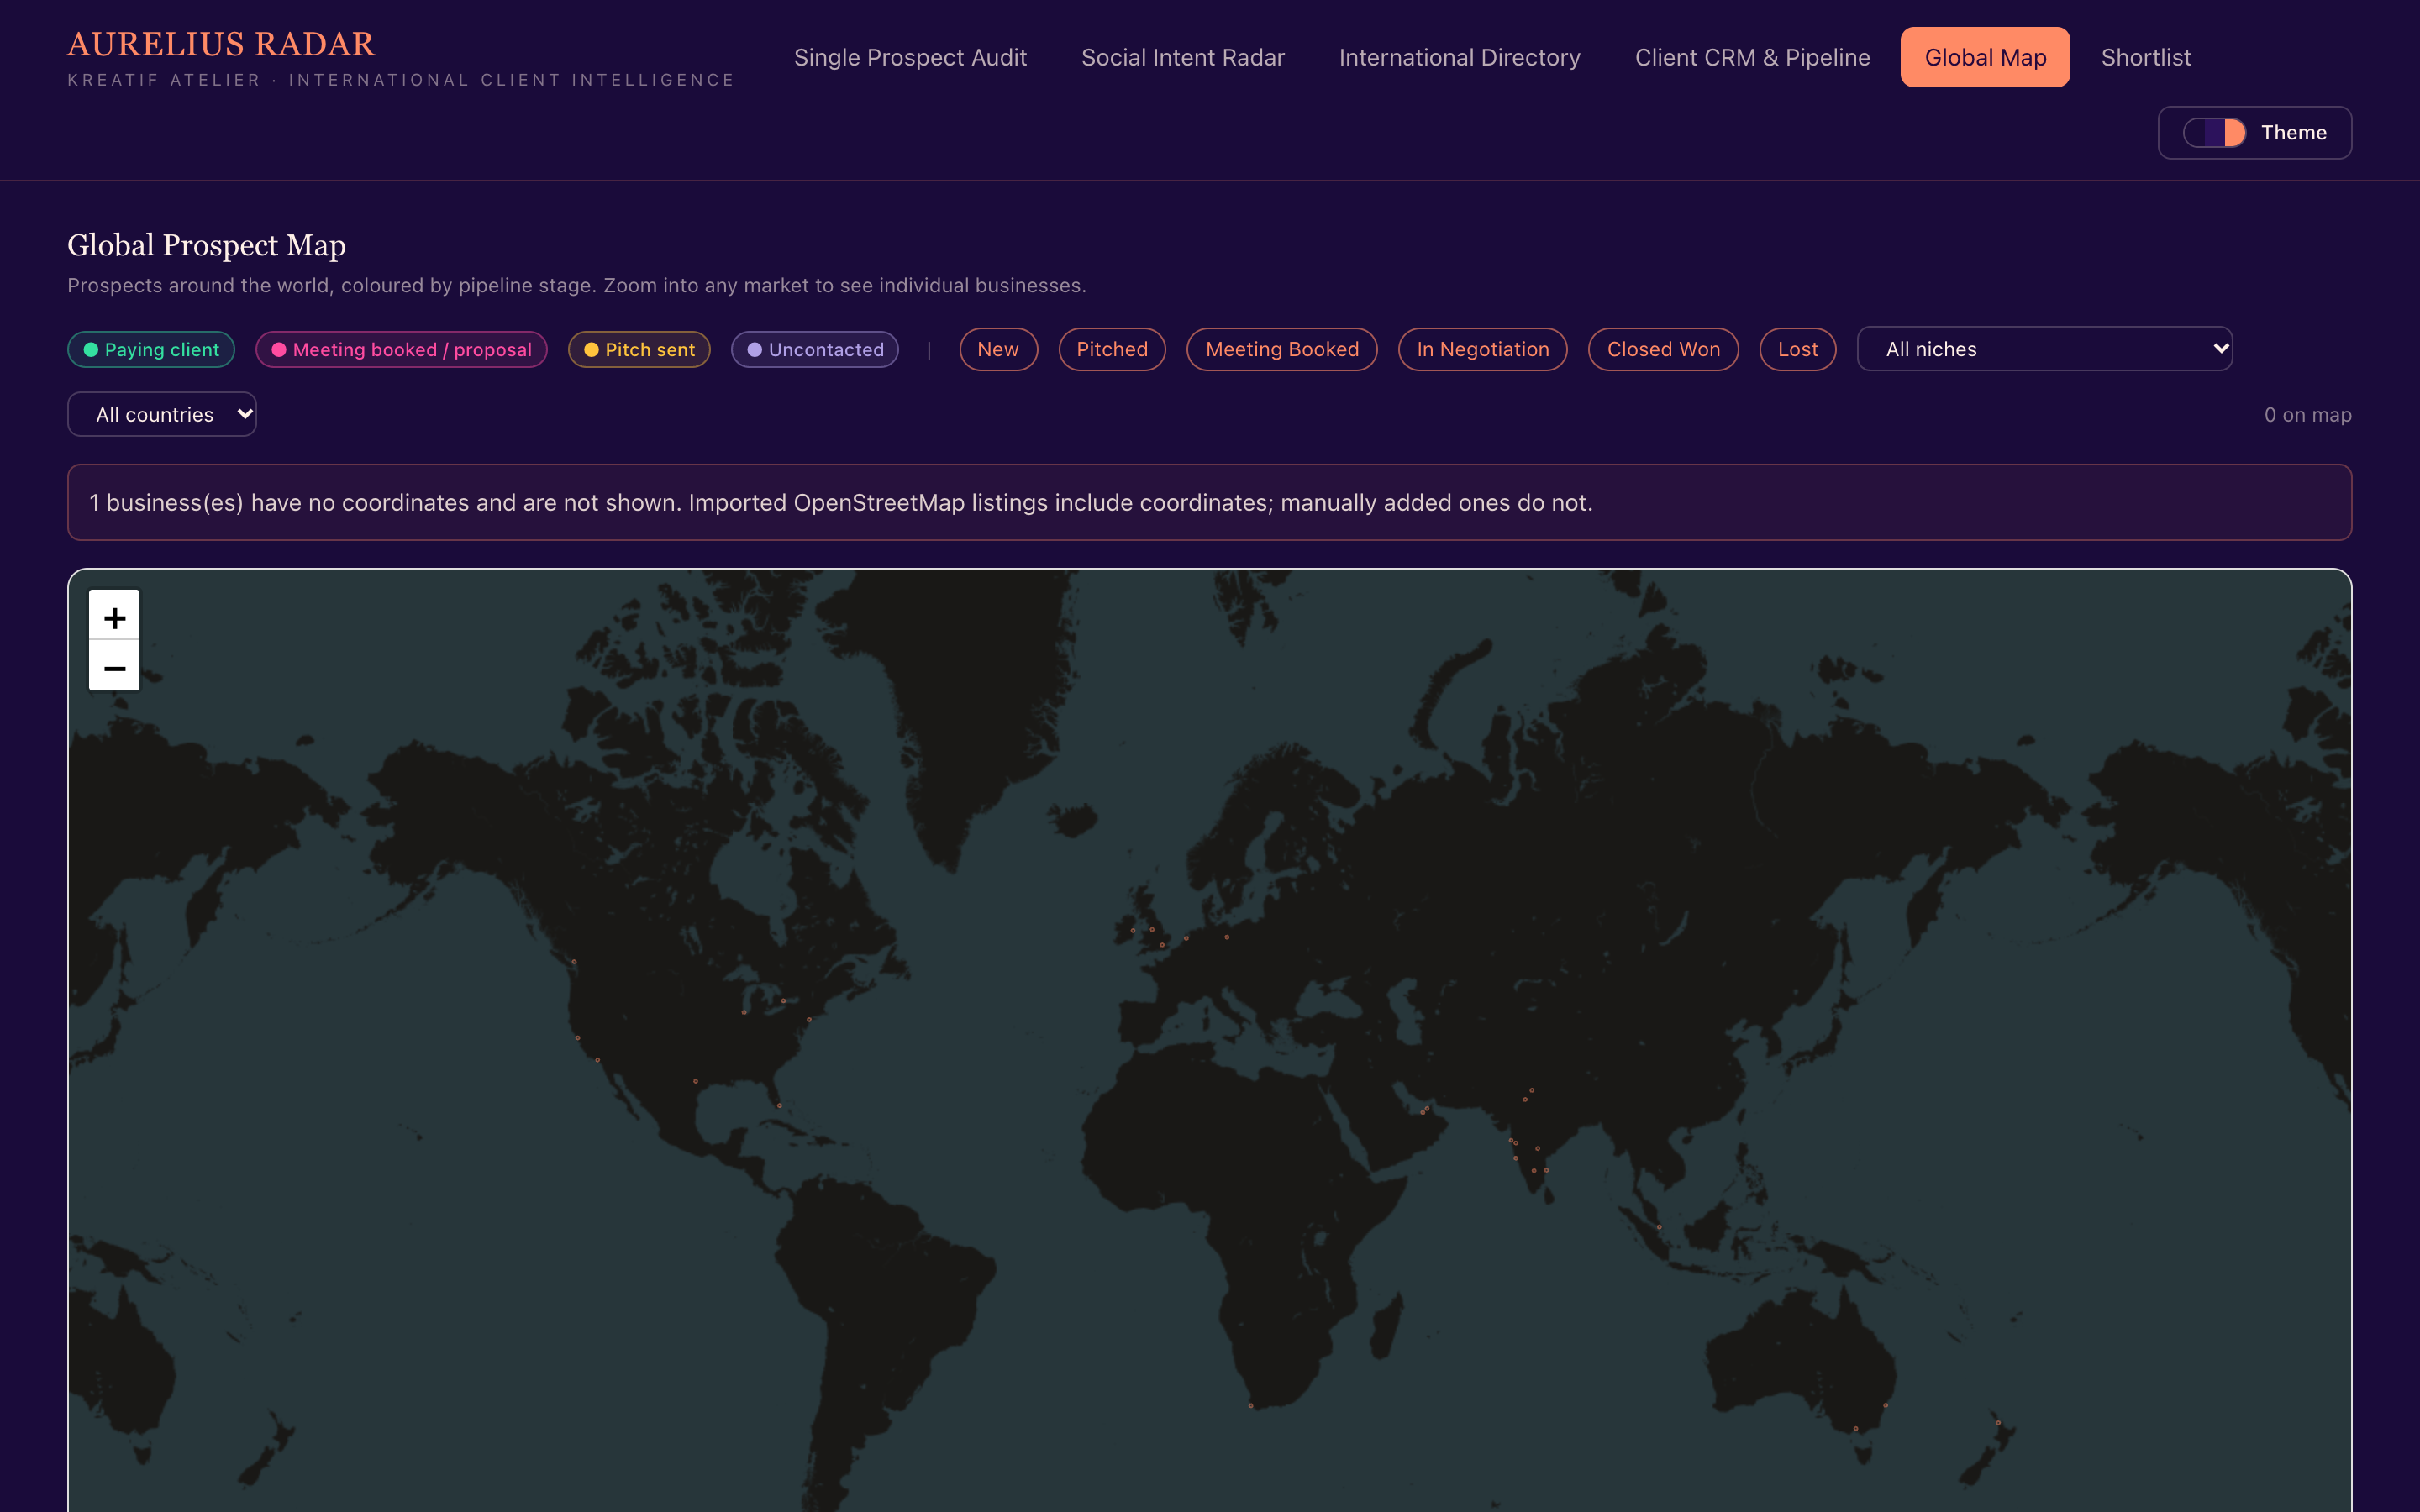 AURELIUS RADAR
KREATIF ATELIER · INTERNATIONAL CLIENT INTELLIGENCE
Single Prospect Audit
Social Intent Radar
International Directory
Client CRM & Pipeline
Global Map
Shortlist
Theme
Global Prospect Map
Prospects around the world, coloured by pipeline stage. Zoom into any market to see individual businesses.
Paying client
Meeting booked / proposal
Pitch sent
Uncontacted
|
New
Pitched
Meeting Booked
In Negotiation
Closed Won
Lost
All niches
All countries
0 on map
1 business(es) have no coordinates and are not shown. Imported OpenStreetMap listings include coordinates; manually added ones do not.
+
−